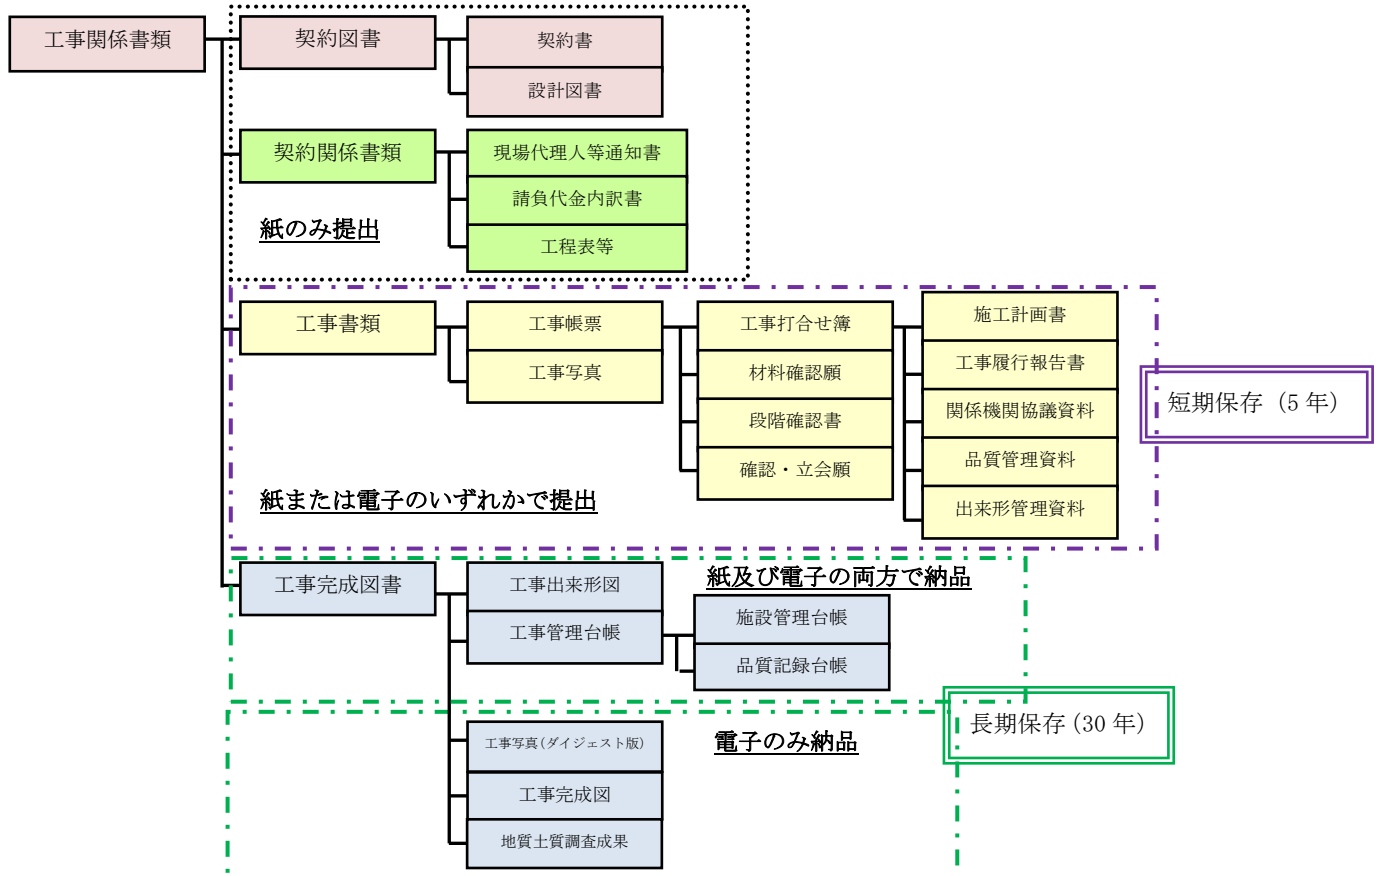 工事関係書類
契約図書
契約書
設計図書
契約関係書類
現場代理人等通知書
請負代金内訳書
工程表等
紙のみ提出
工事書類
工事帳票
工事写真
工事打合せ簿
材料確認願
段階確認書
確認・立会願
施工計画書
工事履行報告書
関係機関協議資料
品質管理資料
出来形管理資料
短期保存（5 年）
紙または電子のいずれかで提出
工事完成図書
工事出来形図
工事管理台帳
紙及び電子の両方で納品
施設管理台帳
品質記録台帳
長期保存（30 年）
電子のみ納品
工事写真（ダイジェスト版）
工事完成図
地質土質調査成果